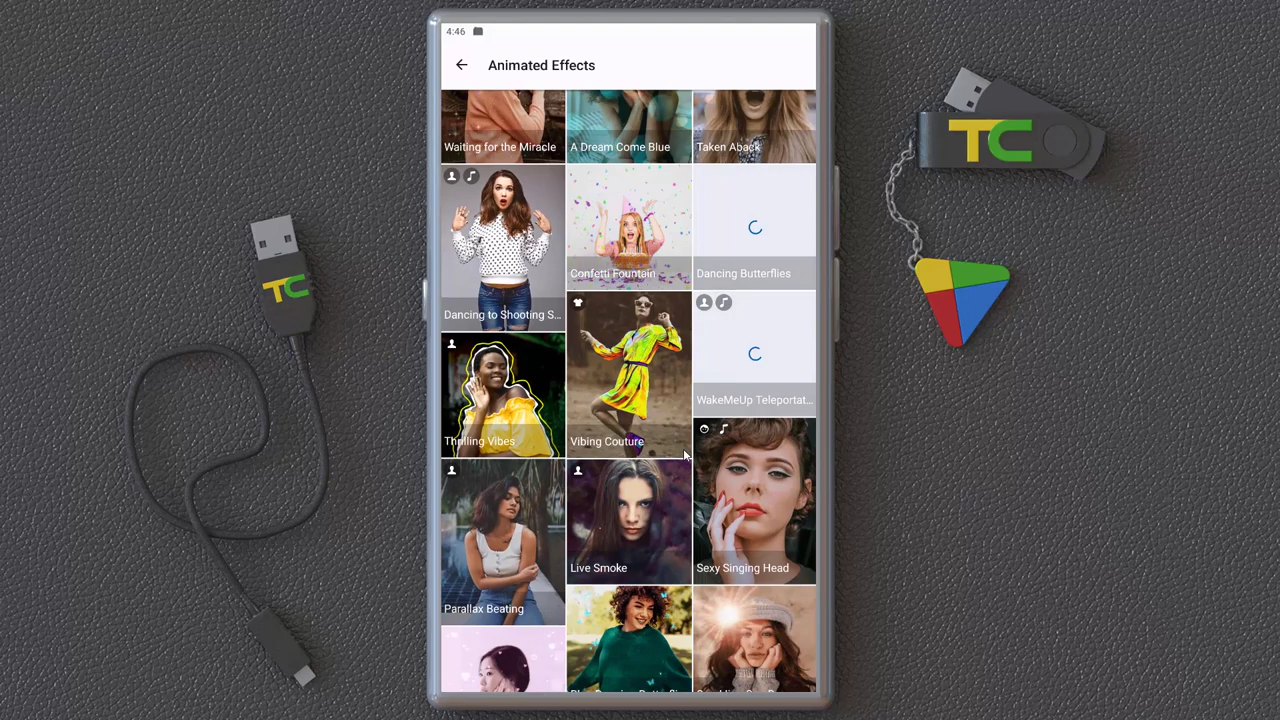 4:46
Animated Effects
Waiting for the Miracle
A Dream Come Blue
Taken Aback
Dancing to Shooting S...
Confetti Fountain
Dancing Butterflies
Thrilling Vibes
Vibing Couture
WakeMeUp Teleportat...
Parallax Beating
Live Smoke
Sexy Singing Head
TC
TC